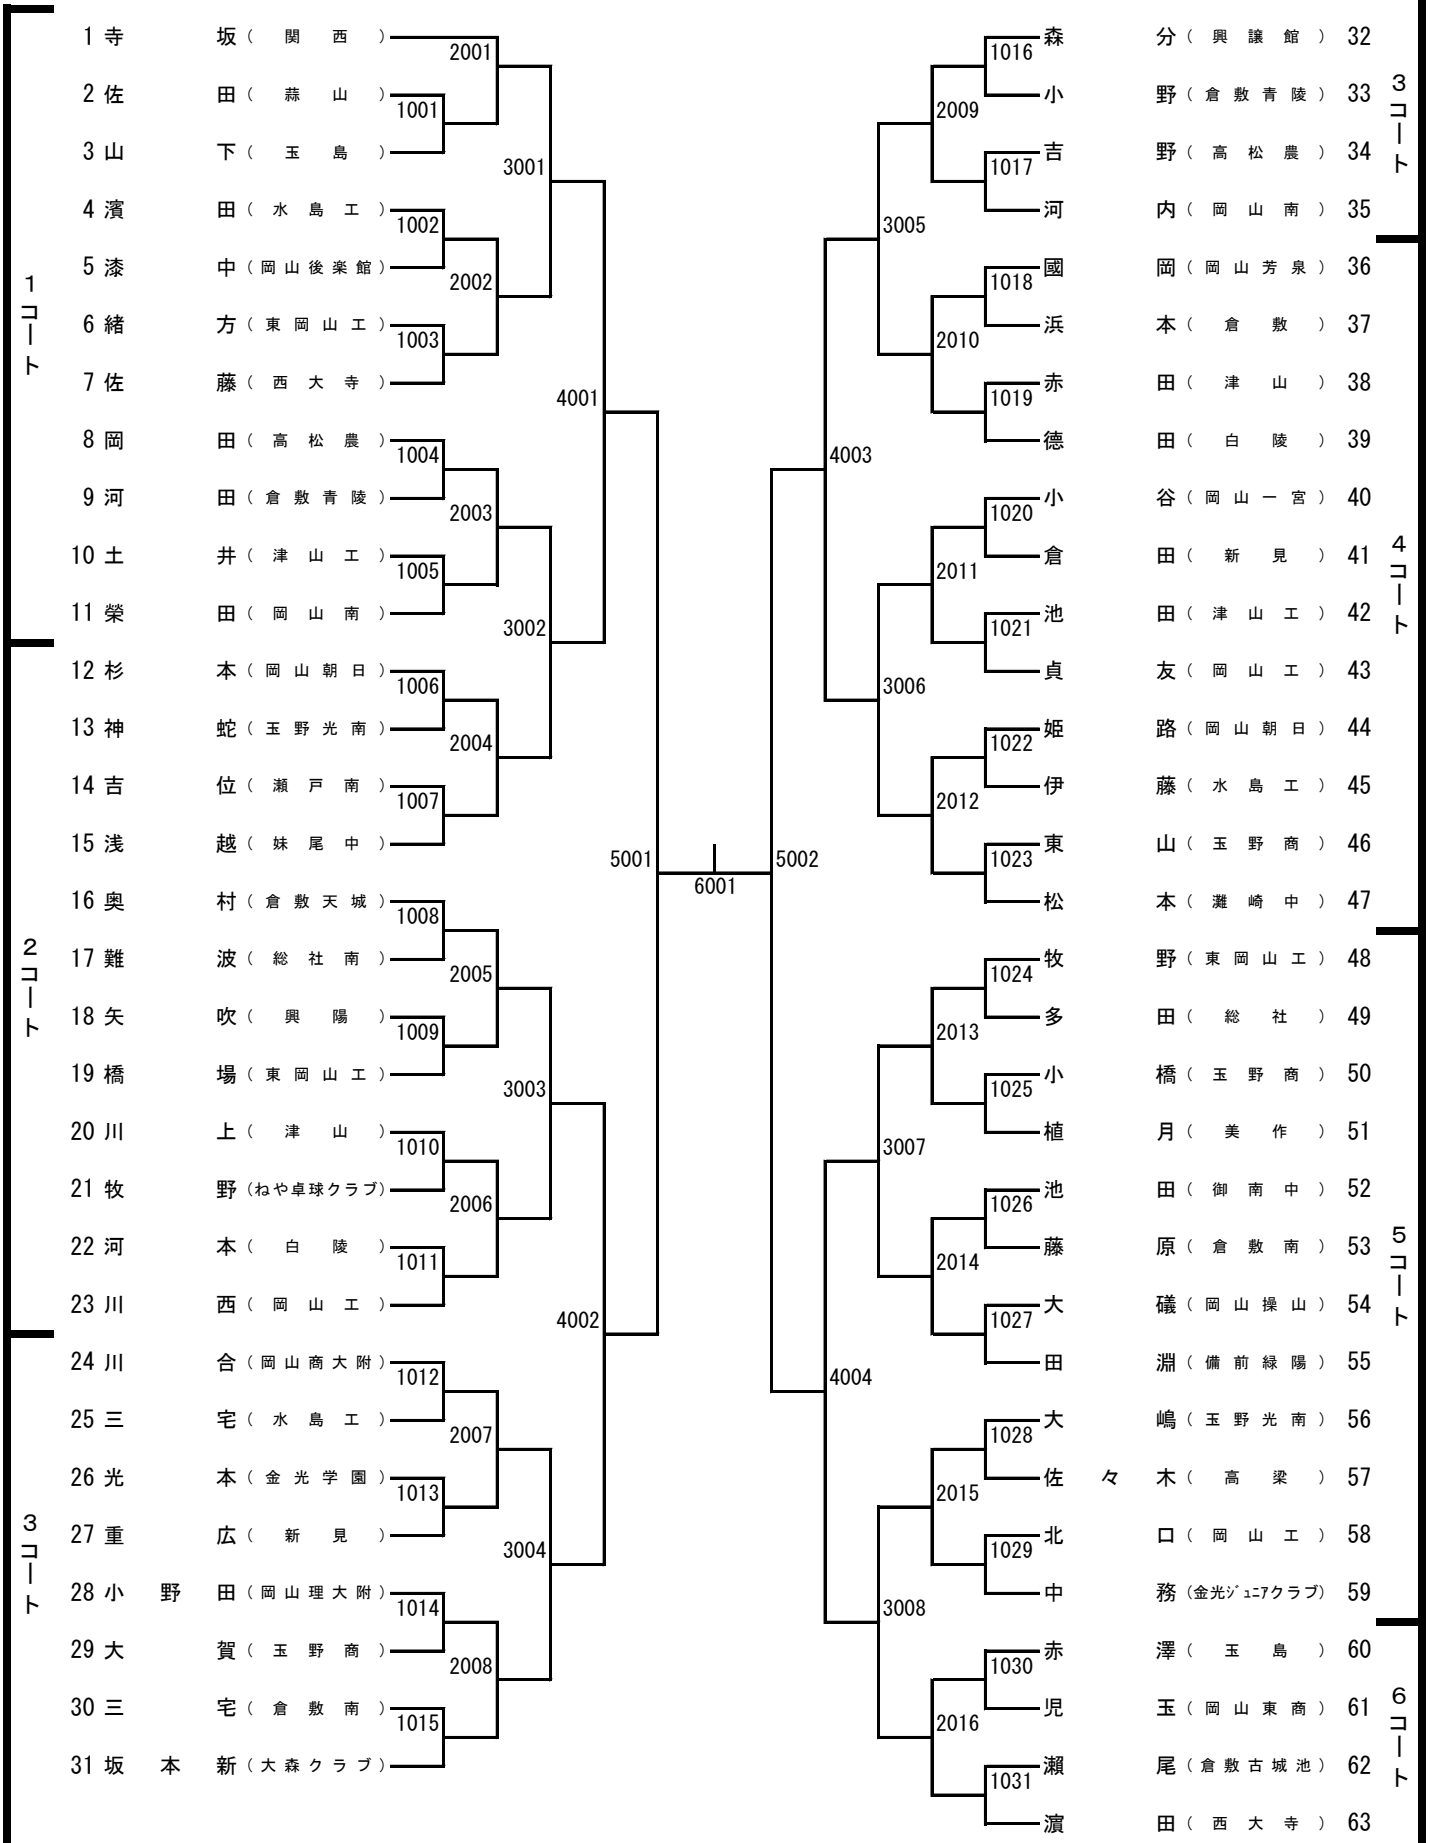 1コート
1 寺坂（関西）
2 佐田（蒜山）
3 山下（玉島）
4 濱田（水島工）
5 漆中（岡山後楽館）
6 緒方（東岡山工）
7 佐藤（西大寺）
8 岡田（高松農）
9 河田（倉敷青陵）
10 土井（津山工）
11 榮田（岡山南）
2コート
12 杉本（岡山朝日）
13 神蛇（玉野光南）
14 吉位（瀬戸南）
15 浅越（妹尾中）
16 奥村（倉敷天城）
17 難波（総社南）
18 矢吹（興陽）
19 橋場（東岡山工）
20 川上（津山）
21 牧野（ねや卓球クラブ）
22 河本（白陵）
23 川西（岡山工）
3コート
24 川合（岡山商大附）
25 三宅（水島工）
26 光本（金光学園）
27 重広（新見）
28 小野田（岡山理大附）
29 大賀（玉野商）
30 三宅（倉敷南）
31 坂本新（大森クラブ）
1001
1002
1003
1004
1005
1006
1007
1008
1009
1010
1011
1012
1013
1014
1015
2001
2002
2003
2004
2005
2006
2007
2008
3001
3002
3003
3004
4001
4002
5001
6001
5002
4003
4004
3005
3006
3007
3008
2009
2010
2011
2012
2013
2014
2015
2016
1016
1017
1018
1019
1020
1021
1022
1023
1024
1025
1026
1027
1028
1029
1030
1031
3コート
森分（興譲館）32
小野（倉敷青陵）33
吉野（高松農）34
河内（岡山南）35
4コート
國岡（岡山芳泉）36
浜本（倉敷）37
赤田（津山）38
德田（白陵）39
小谷（岡山一宮）40
倉田（新見）41
池田（津山工）42
貞友（岡山工）43
姫路（岡山朝日）44
伊藤（水島工）45
東山（玉野商）46
松本（灘崎中）47
5コート
牧野（東岡山工）48
多田（総社）49
小橋（玉野商）50
植月（美作）51
池田（御南中）52
藤原（倉敷南）53
大礒（岡山操山）54
田淵（備前緑陽）55
大嶋（玉野光南）56
佐々木（高梁）57
北口（岡山工）58
中務（金光ｼﾞｭﾆｱクラブ）59
6コート
赤澤（玉島）60
児玉（岡山東商）61
瀬尾（倉敷古城池）62
濵田（西大寺）63